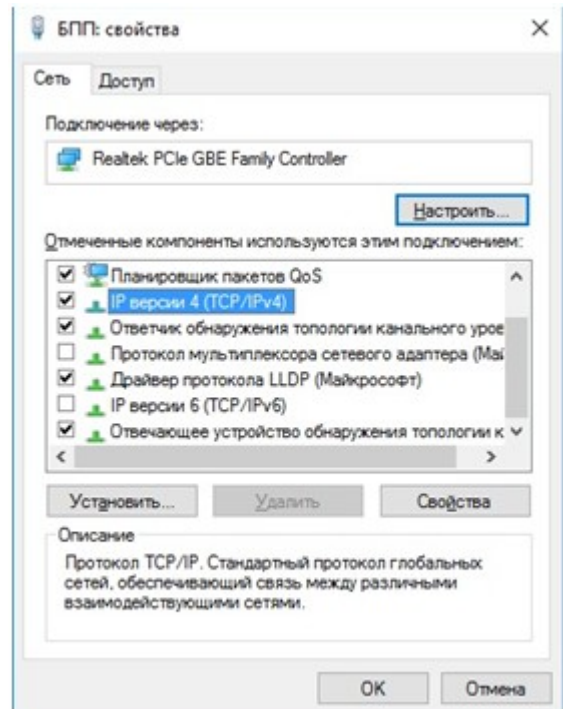 БПП: свойства
Сеть
Доступ
Подключение через:
Realtek PCIe GBE Family Controller
Настроить...
Отмеченные компоненты используются этим подключением:
Планировщик пакетов QoS
IP версии 4 (TCP/IPv4)
Ответчик обнаружения топологии канального уров
Протокол мультиплексора сетевого адаптера (Май
Драйвер протокола LLDP (Майкрософт)
IP версии 6 (TCP/IPv6)
Отвечающее устройство обнаружения топологии к
Установить...
Удалить
Свойства
Описание
Протокол TCP/IP. Стандартный протокол глобальных
сетей, обеспечивающий связь между различными
взаимодействующими сетями.
OK
Отмена